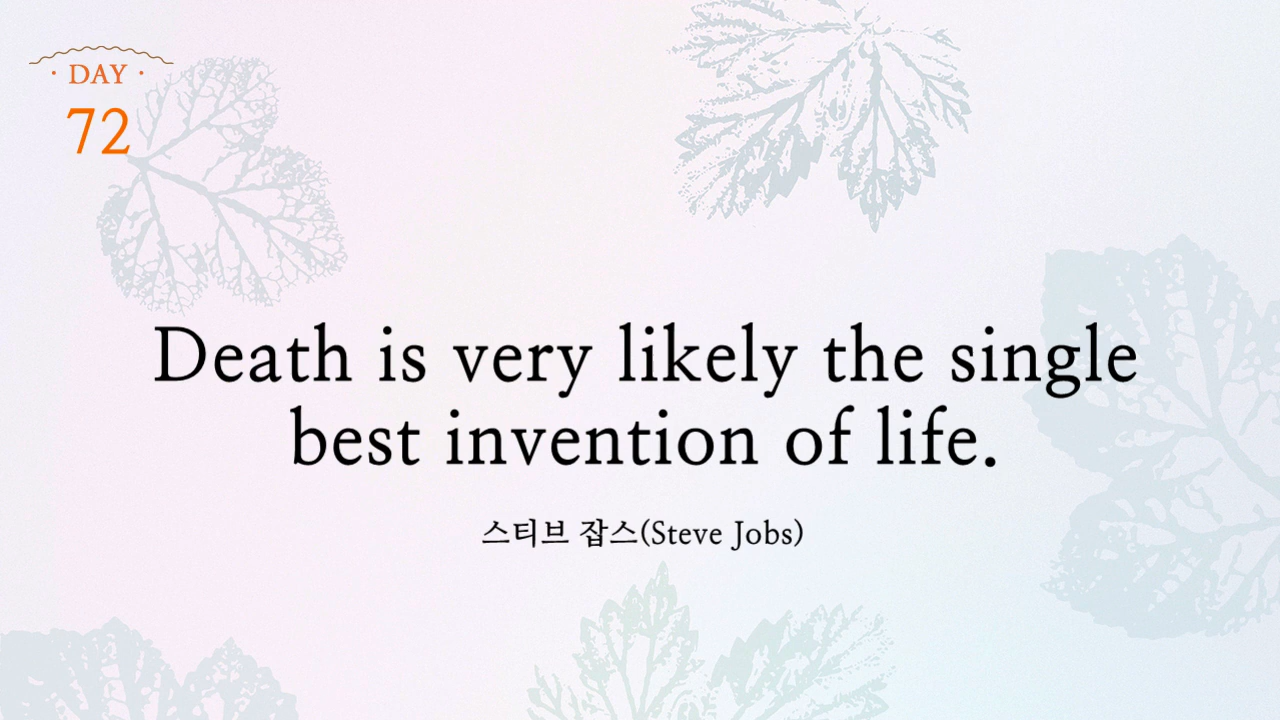 · DAY ·
72
Death is very likely the single
best invention of life.
스티브 잡스(Steve Jobs)